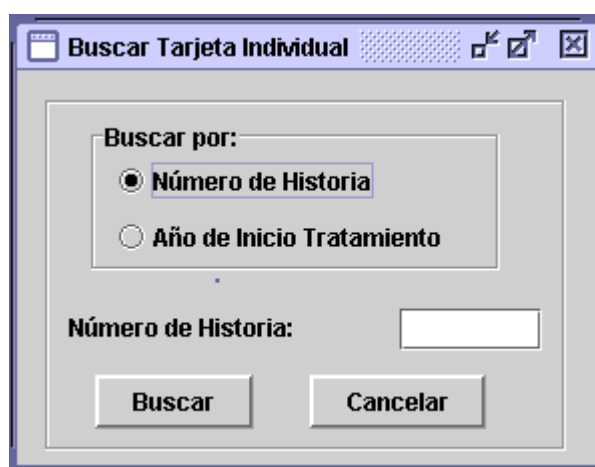 Buscar Tarjeta Individual
Buscar por:
Número de Historia
Año de Inicio Tratamiento
Número de Historia:
Buscar Cancelar